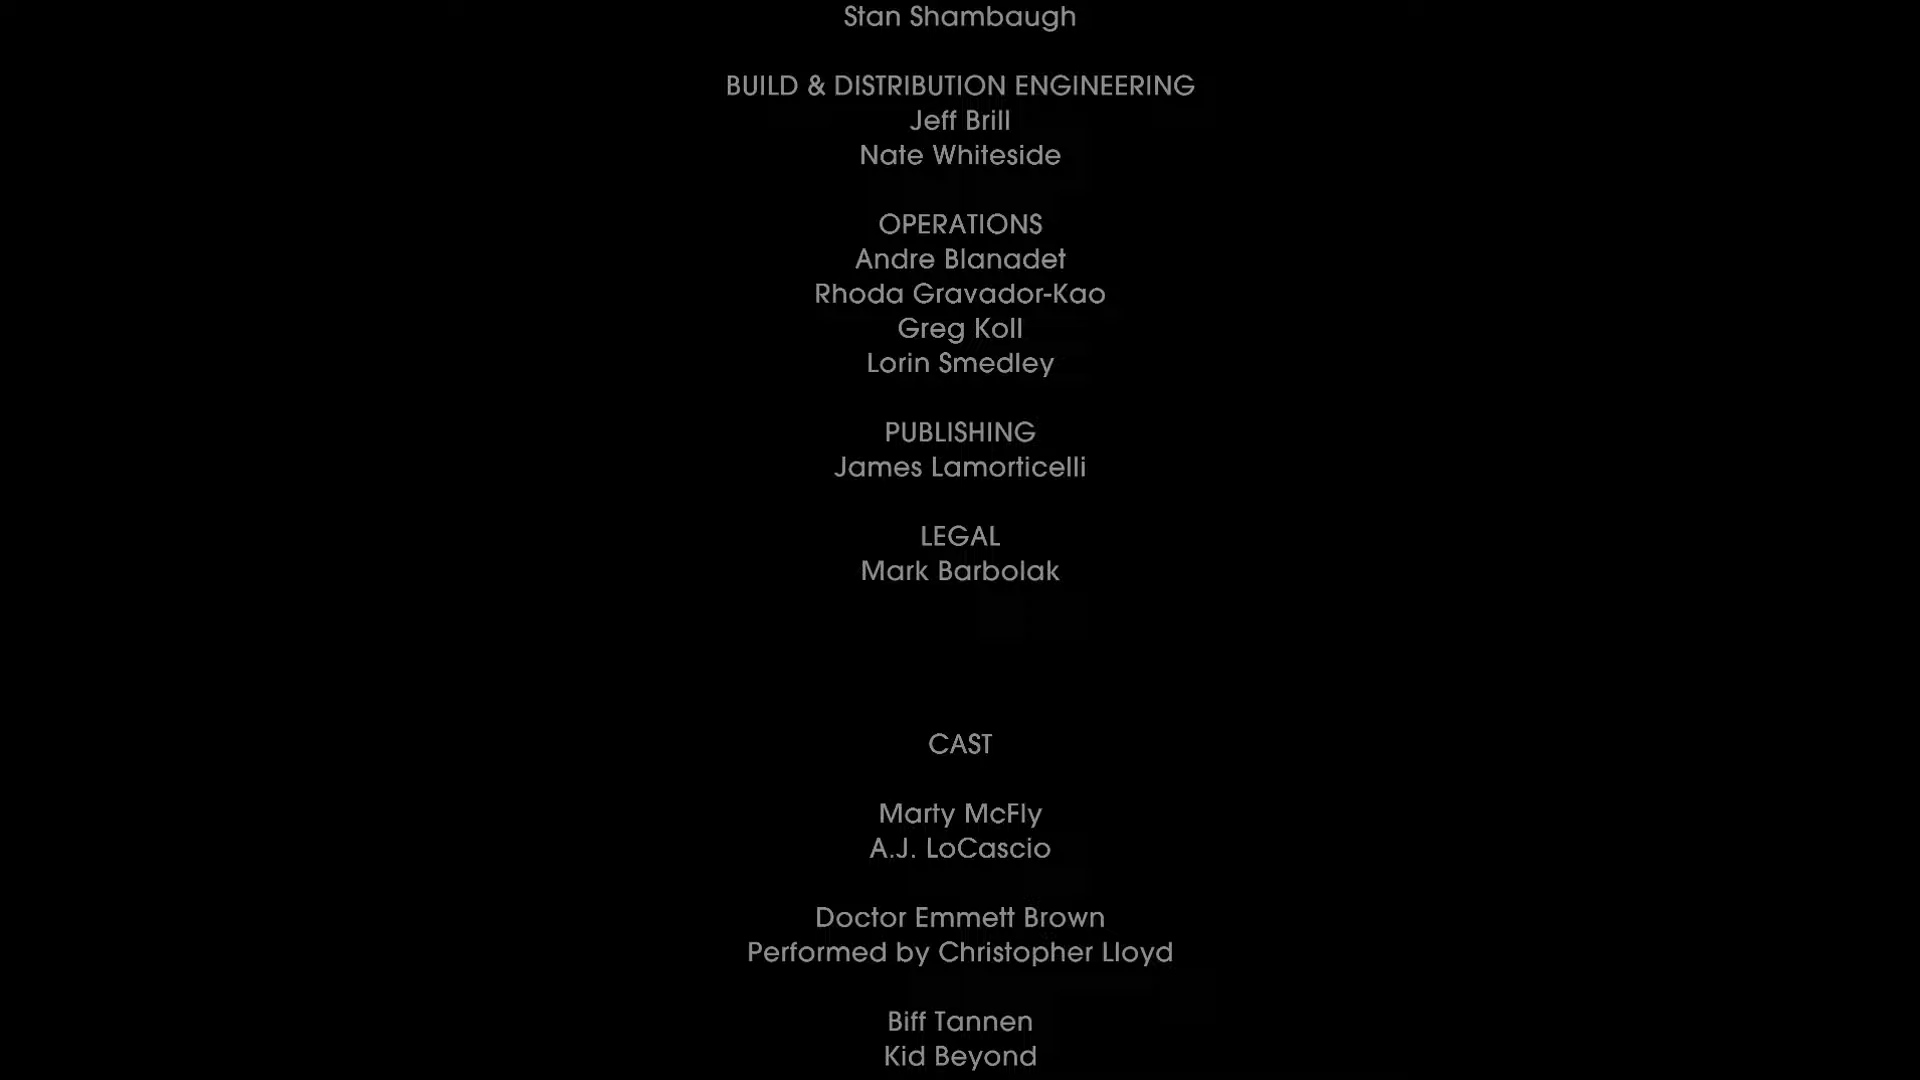 Stan Shambaugh
BUILD & DISTRIBUTION ENGINEERING
Jeff Brill
Nate Whiteside
OPERATIONS
Andre Blanadet
Rhoda Gravador-Kao
Greg Koll
Lorin Smedley
PUBLISHING
James Lamorticelli
LEGAL
Mark Barbolak
CAST
Marty McFly
A.J. LoCascio
Doctor Emmett Brown
Performed by Christopher Lloyd
Biff Tannen
Kid Beyond